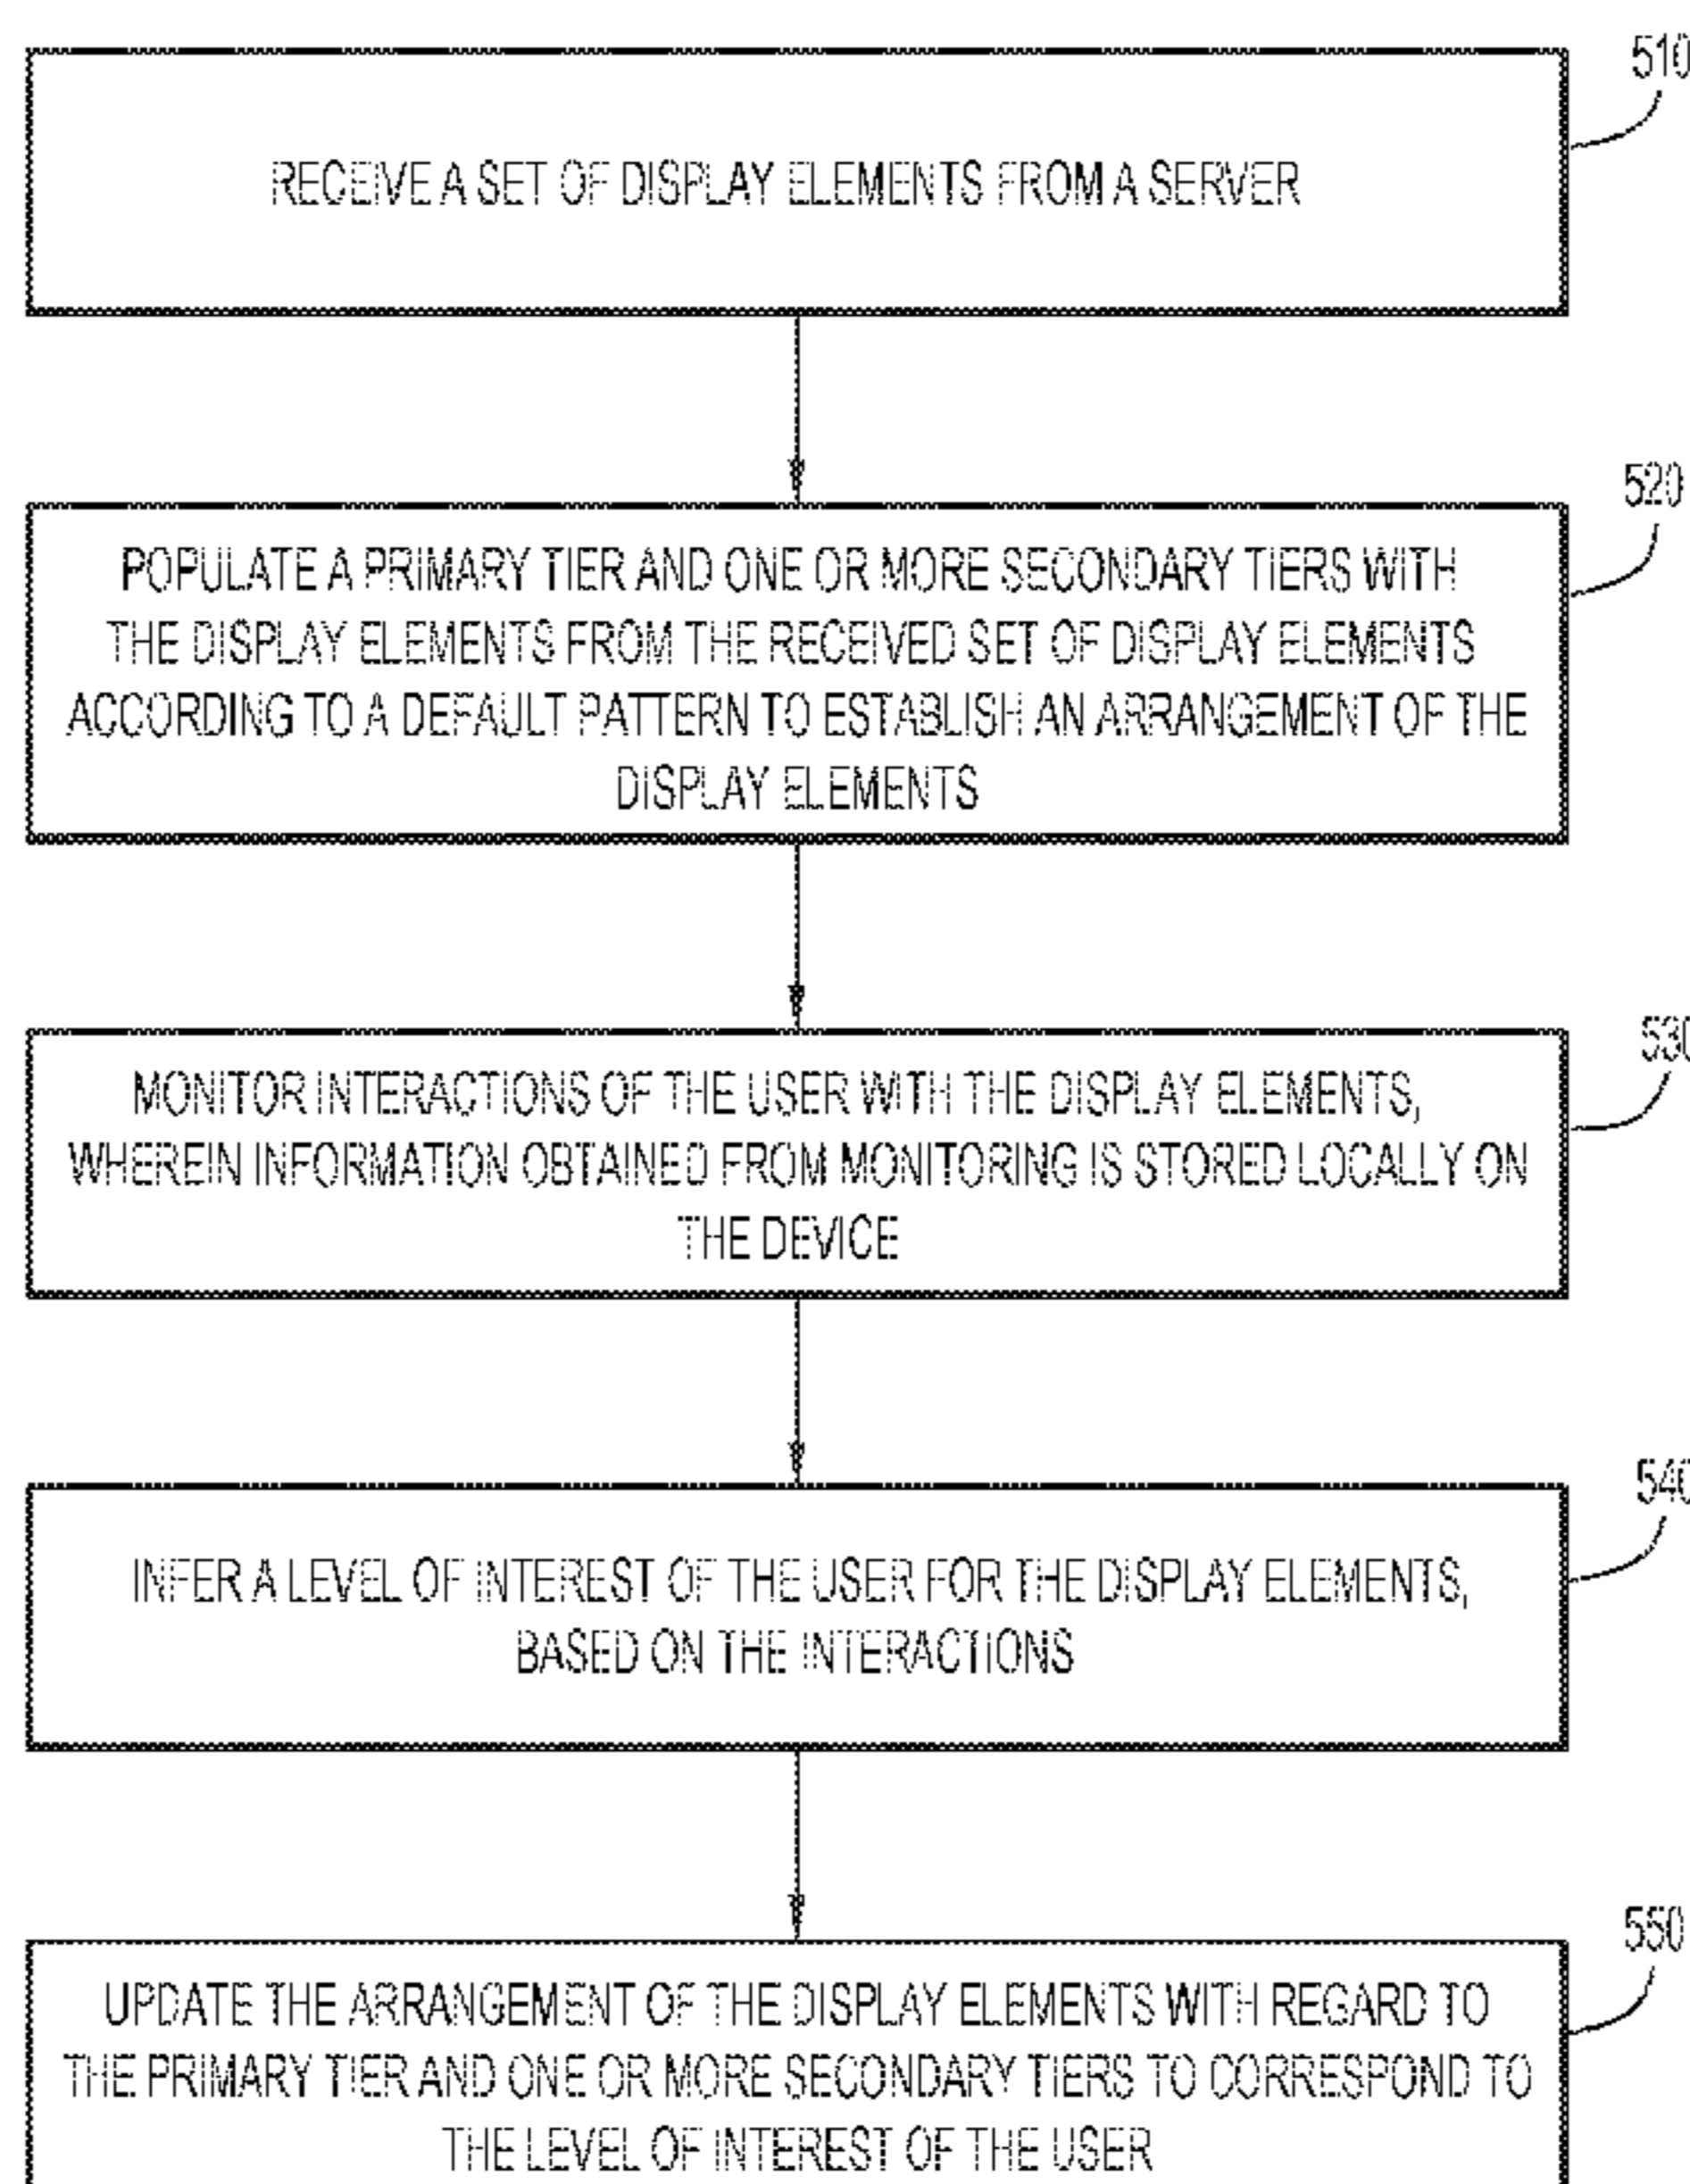 510
RECEIVE A SET OF DISPLAY ELEMENTS FROM A SERVER
520
POPULATE A PRIMARY TIER AND ONE OR MORE SECONDARY TIERS WITH
THE DISPLAY ELEMENTS FROM THE RECEIVED SET OF DISPLAY ELEMENTS
ACCORDING TO A DEFAULT PATTERN TO ESTABLISH AN ARRANGEMENT OF THE
DISPLAY ELEMENTS
530
MONITOR INTERACTIONS OF THE USER WITH THE DISPLAY ELEMENTS,
WHEREIN INFORMATION OBTAINED FROM MONITORING IS STORED LOCALLY ON
THE DEVICE
540
INFER A LEVEL OF INTEREST OF THE USER FOR THE DISPLAY ELEMENTS,
BASED ON THE INTERACTIONS
550
UPDATE THE ARRANGEMENT OF THE DISPLAY ELEMENTS WITH REGARD TO
THE PRIMARY TIER AND ONE OR MORE SECONDARY TIERS TO CORRESPOND TO
THE LEVEL OF INTEREST OF THE USER